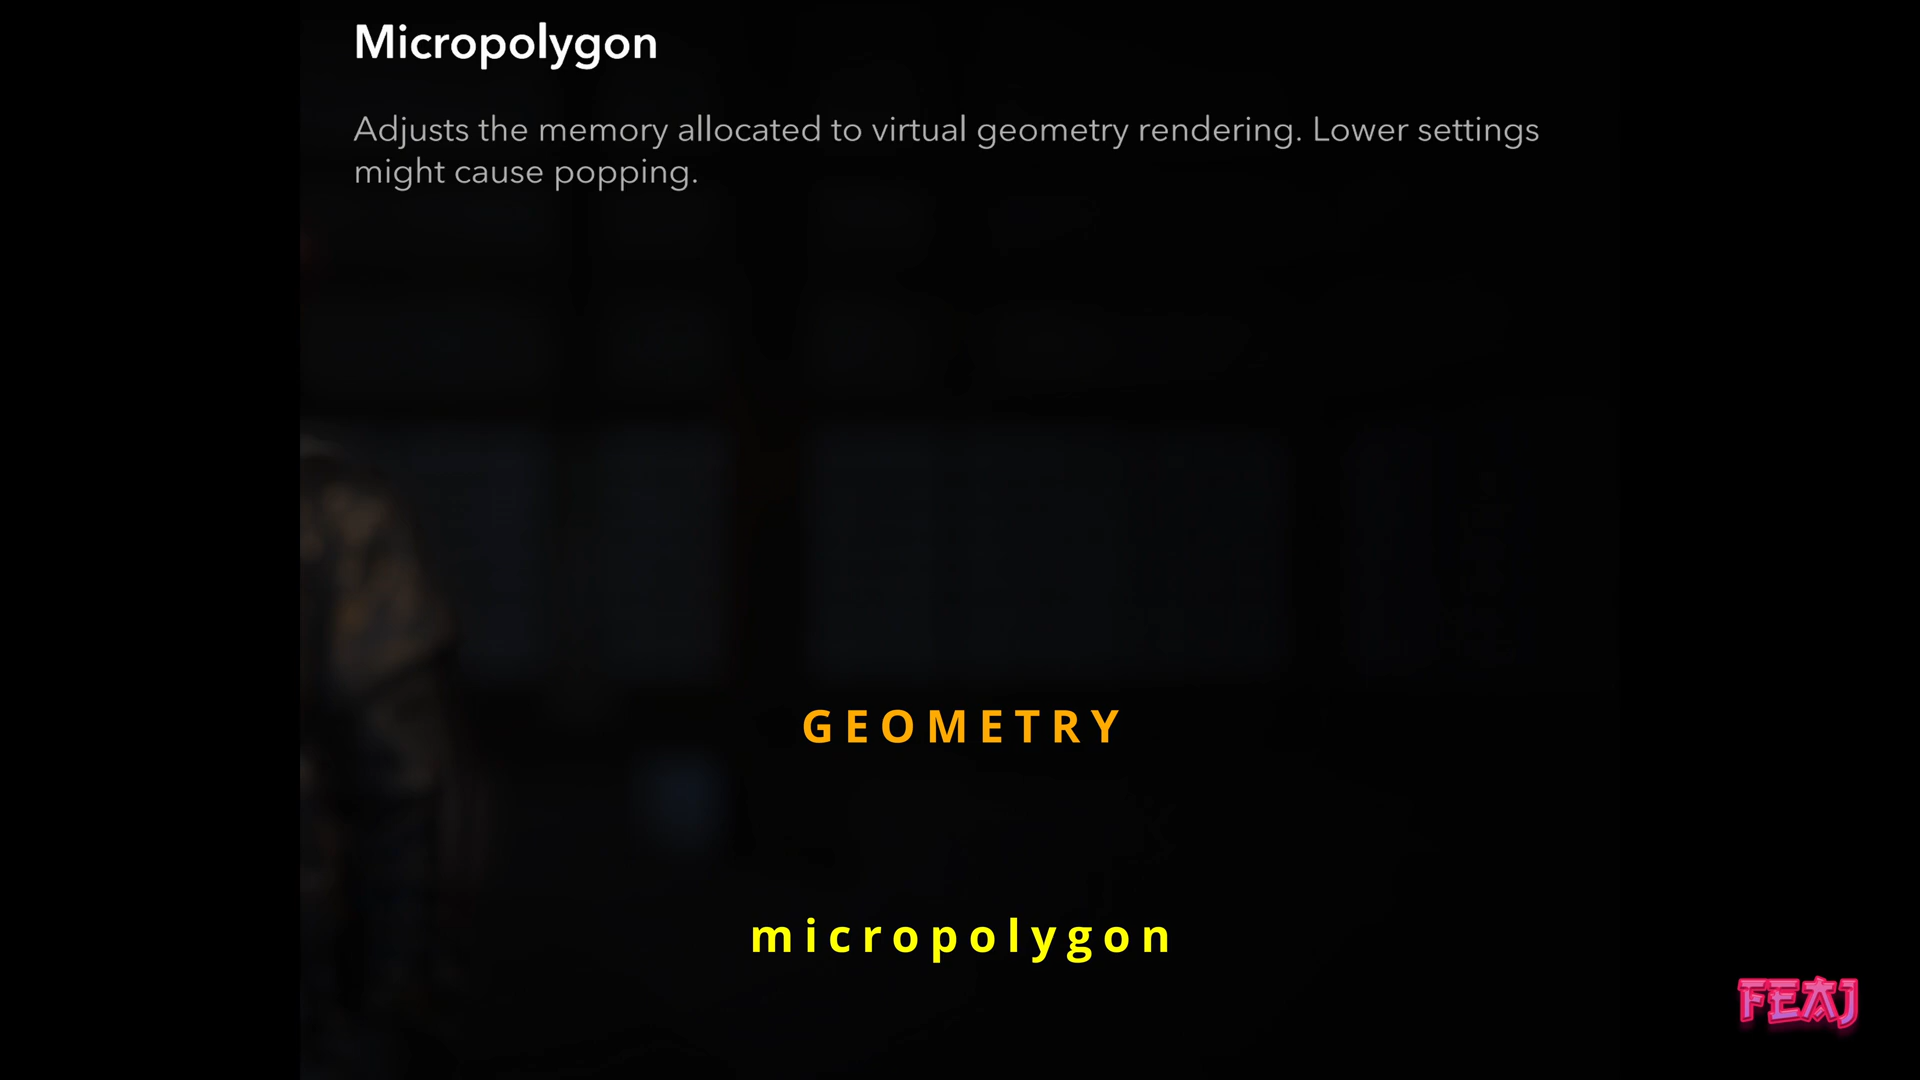 Micropolygon
Adjusts the memory allocated to virtual geometry rendering. Lower settings
might cause popping.
GEOMETRY
micropolygon
FEAJ